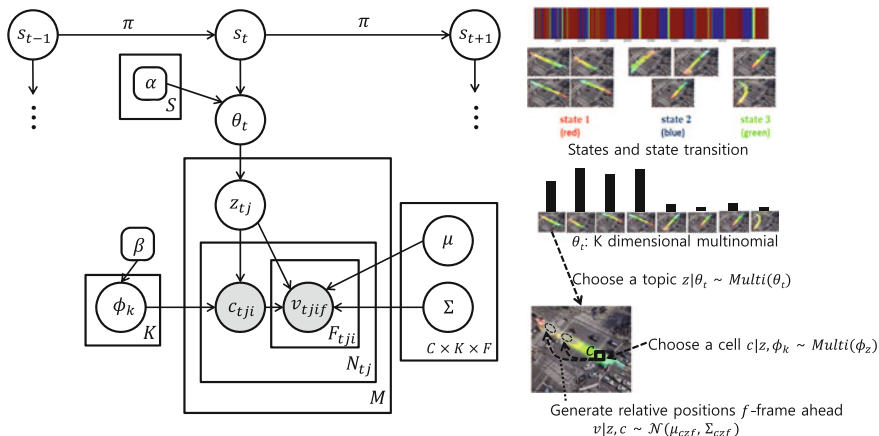 s_{t−1}
π
s_t
π
s_{t+1}
α
S
θ_t
z_{tj}
β
μ
ϕ_k
K
c_{tji}
v_{tjif}
Σ
F_{tji}
C × K × F
N_{tj}
M
state 1
(red)
state 2
(blue)
state 3
(green)
States and state transition
θ_t: K dimensional multinomial
Choose a topic z|θ_t ~ Multi(θ_t)
C
Choose a cell c|z, ϕ_k ~ Multi(ϕ_z)
Generate relative positions f-frame ahead
v|z, c ~ 𝒩(μ_{czf}, Σ_{czf})